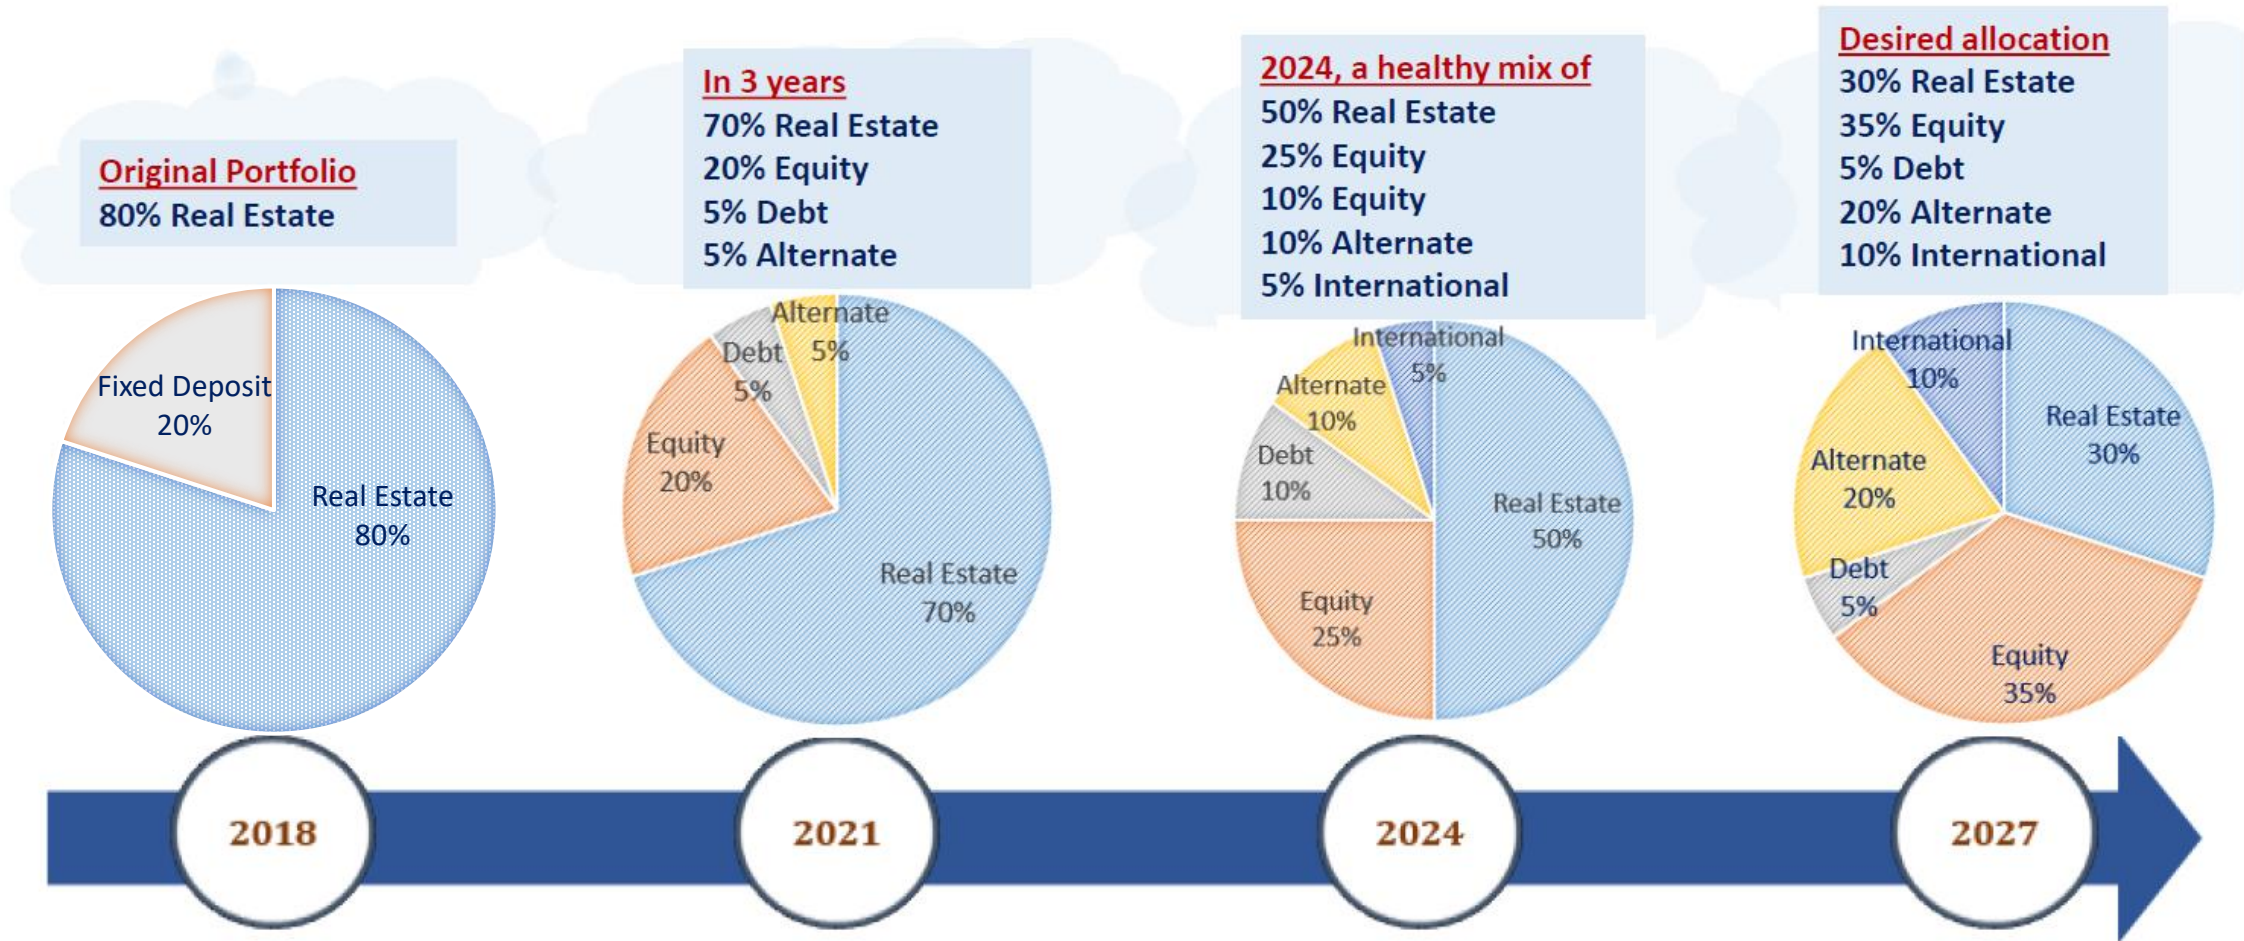 Original Portfolio
80% Real Estate
Fixed Deposit
20%
Real Estate
80%
2018
In 3 years
70% Real Estate
20% Equity
5% Debt
5% Alternate
Alternate
5%
Debt
5%
Equity
20%
Real Estate
70%
2021
2024, a healthy mix of
50% Real Estate
25% Equity
10% Equity
10% Alternate
5% International
International
5%
Alternate
10%
Debt
10%
Real Estate
50%
Equity
25%
2024
Desired allocation
30% Real Estate
35% Equity
5% Debt
20% Alternate
10% International
International
10%
Real Estate
30%
Alternate
20%
Debt
5%
Equity
35%
2027